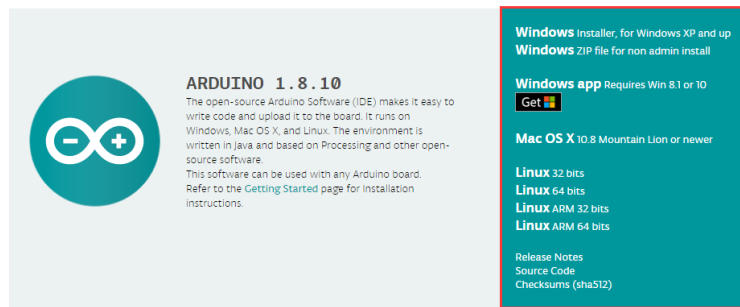 ARDUINO 1.8.10
The open-source Arduino Software (IDE) makes it easy to
write code and upload it to the board. It runs on
Windows, Mac OS X, and Linux. The environment is
written in Java and based on Processing and other open-
source software.
This software can be used with any Arduino board.
Refer to the Getting Started page for Installation
instructions.
Windows Installer, for Windows XP and up
Windows ZIP file for non admin install
Windows app Requires Win 8.1 or 10
Get
Mac OS X 10.8 Mountain Lion or newer
Linux 32 bits
Linux 64 bits
Linux ARM 32 bits
Linux ARM 64 bits
Release Notes
Source Code
Checksums (sha512)